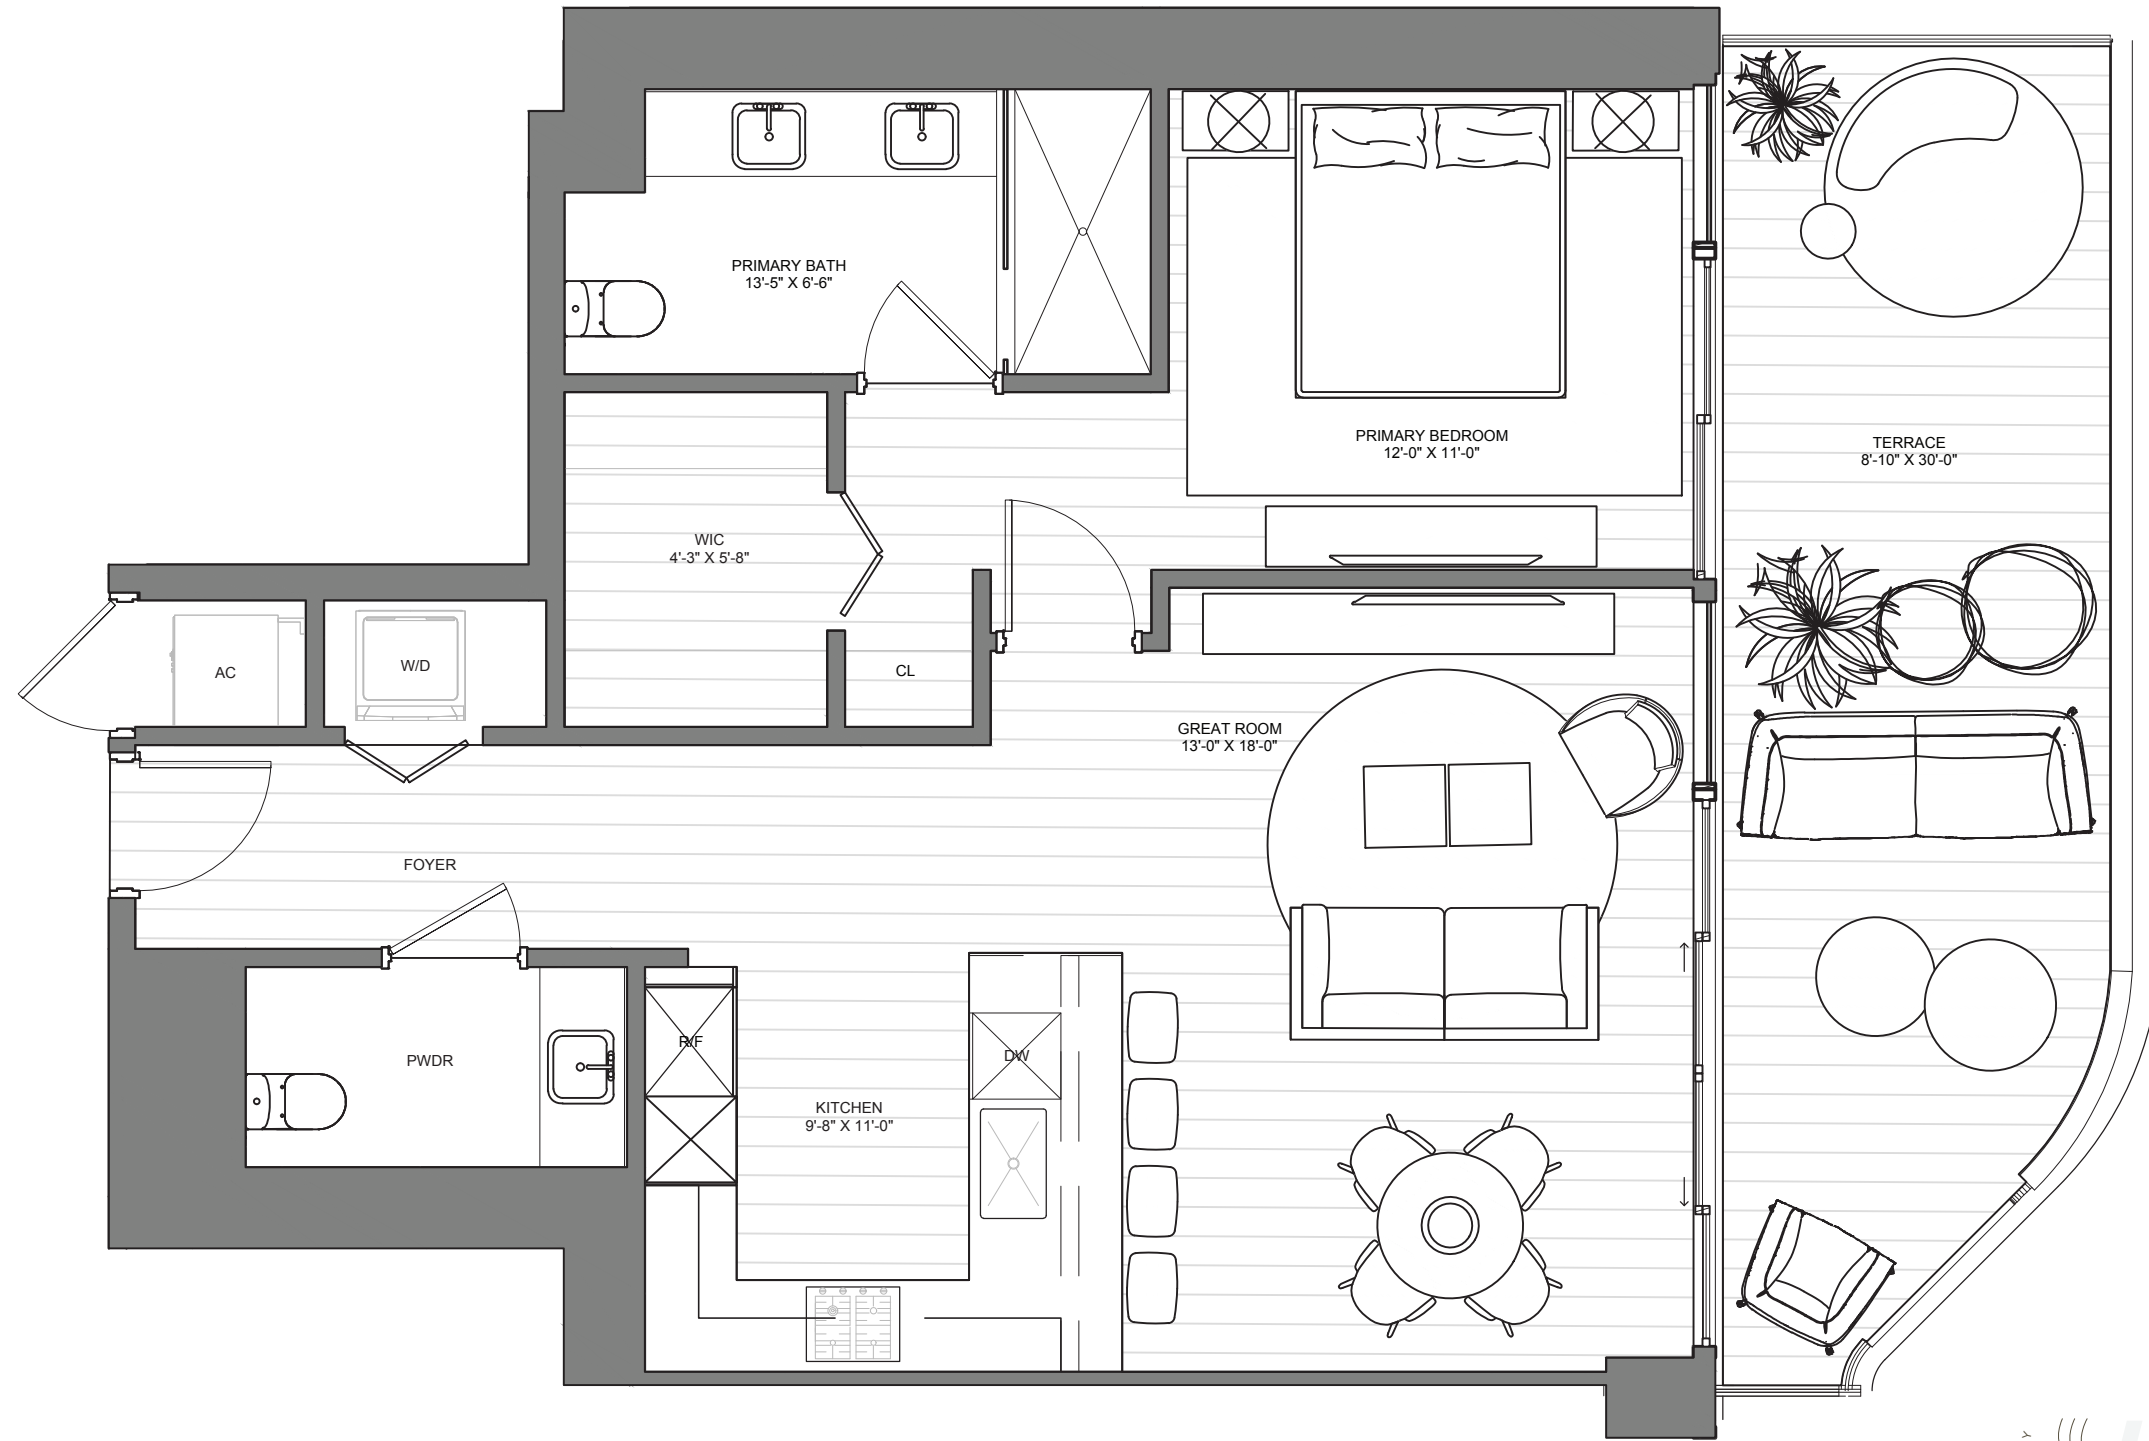 PRIMARY BATH
13'-5" X 6'-6"
PRIMARY BEDROOM
12'-0" X 11'-0"
TERRACE
8'-10" X 30'-0"
WIC
4'-3" X 5'-8"
AC
W/D
CL
GREAT ROOM
13'-0" X 18'-0"
FOYER
R/F
DW
PWDR
KITCHEN
9'-8" X 11'-0"